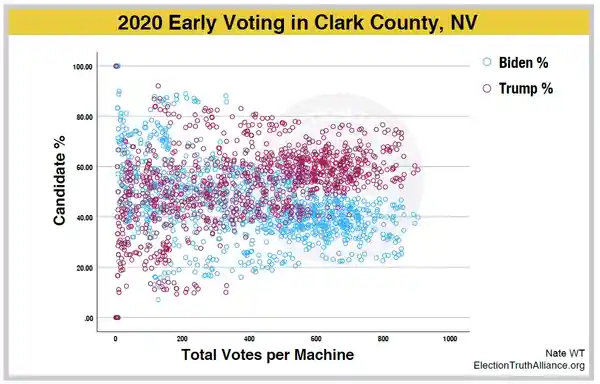 2020 Early Voting in Clark County, NV
Biden %
Trump %
Candidate %
100.00
80.00
60.00
40.00
20.00
.00
0
200
400
600
800
1000
Total Votes per Machine
Nate WT
ElectionTruthAlliance.org